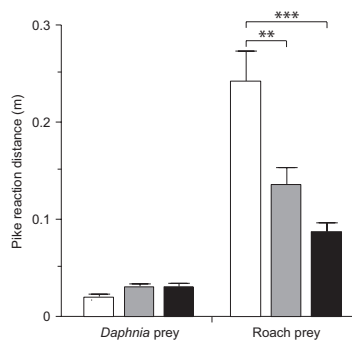 ***
**
0.3
0.2
0.1
0
Pike reaction distance (m)
Daphnia prey
Roach prey